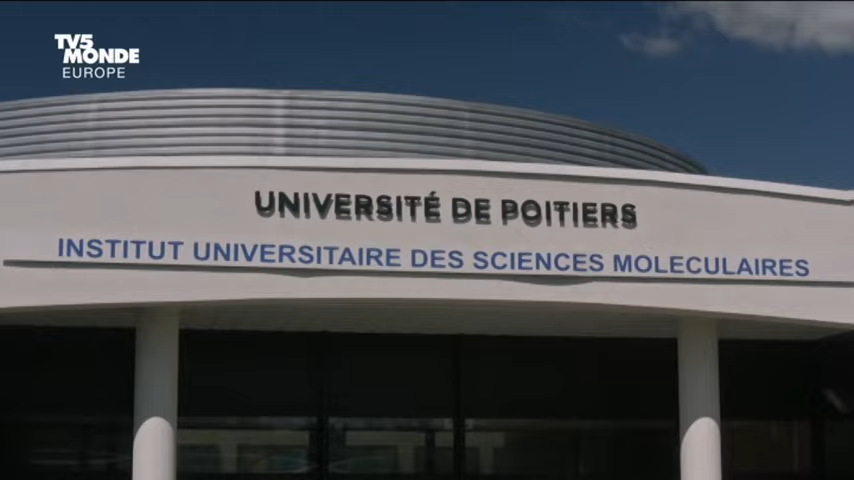 TV5
MONDE
EUROPE
UNIVERSITÉ DE POITIERS
INSTITUT UNIVERSITAIRE DES SCIENCES MOLECULAIRES